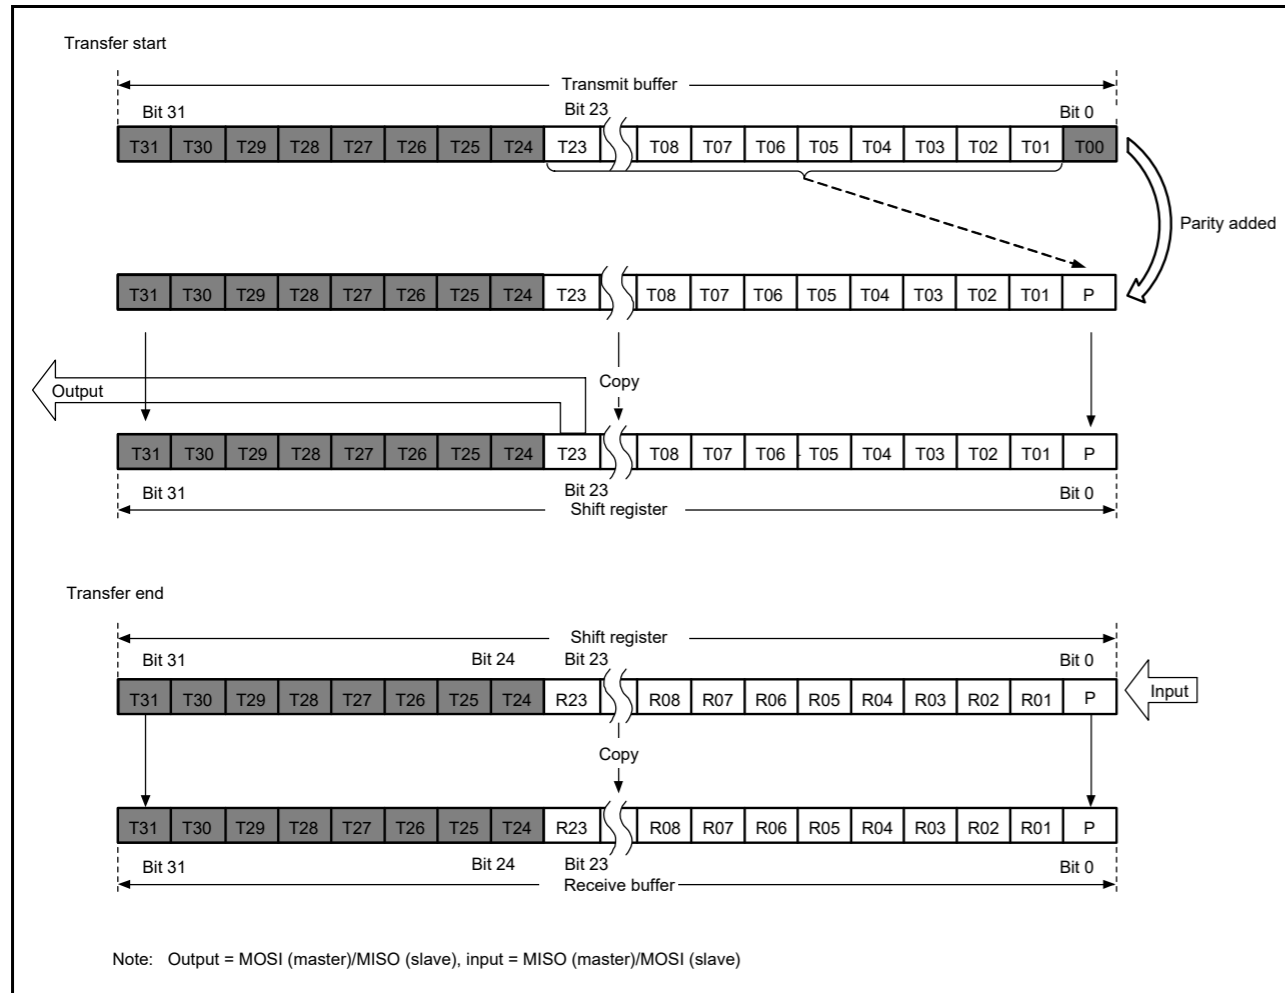 Transfer start
Transmit buffer
Bit 31 Bit 23 Bit 0
T31 T30 T29 T28 T27 T26 T25 T24 T23 T08 T07 T06 T05 T04 T03 T02 T01 T00
Parity added
T31 T30 T29 T28 T27 T26 T25 T24 T23 T08 T07 T06 T05 T04 T03 T02 T01 P
Copy
Output
T31 T30 T29 T28 T27 T26 T25 T24 T23 T08 T07 T06 T05 T04 T03 T02 T01 P
Bit 31 Bit 23 Bit 0
Shift register
Transfer end
Shift register
Bit 31 Bit 24 Bit 23 Bit 0
T31 T30 T29 T28 T27 T26 T25 T24 R23 R08 R07 R06 R05 R04 R03 R02 R01 P
Input
Copy
T31 T30 T29 T28 T27 T26 T25 T24 R23 R08 R07 R06 R05 R04 R03 R02 R01 P
Bit 31 Bit 24 Bit 23 Bit 0
Receive buffer
Note: Output = MOSI (master)/MISO (slave), input = MISO (master)/MOSI (slave)